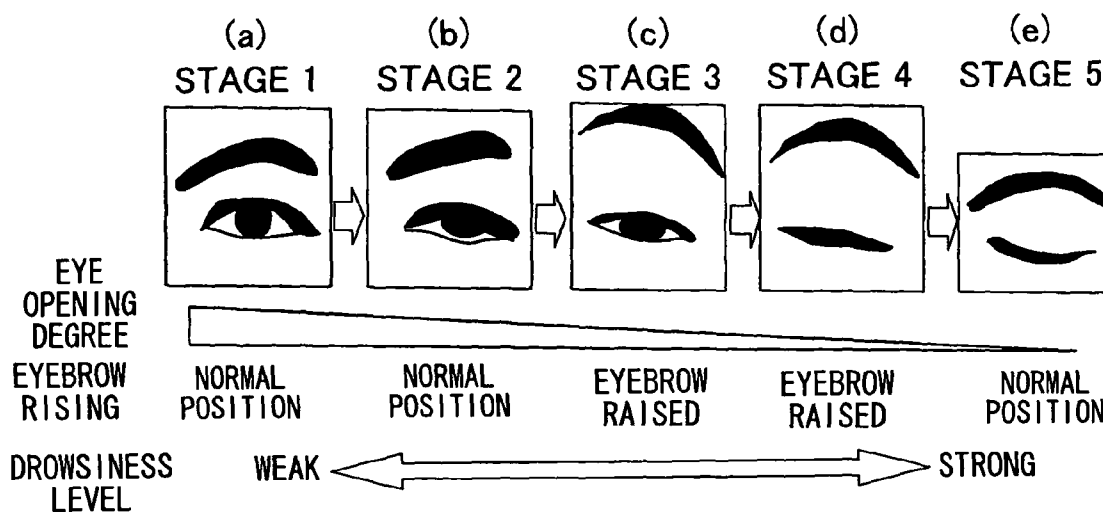 (a) (b) (c) (d) (e)
STAGE 1 STAGE 2 STAGE 3 STAGE 4 STAGE 5
EYE
OPENING
DEGREE
EYEBROW
RISING
NORMAL
POSITION
NORMAL
POSITION
EYEBROW
RAISED
EYEBROW
RAISED
NORMAL
POSITION
DROWSINESS
LEVEL
WEAK
STRONG